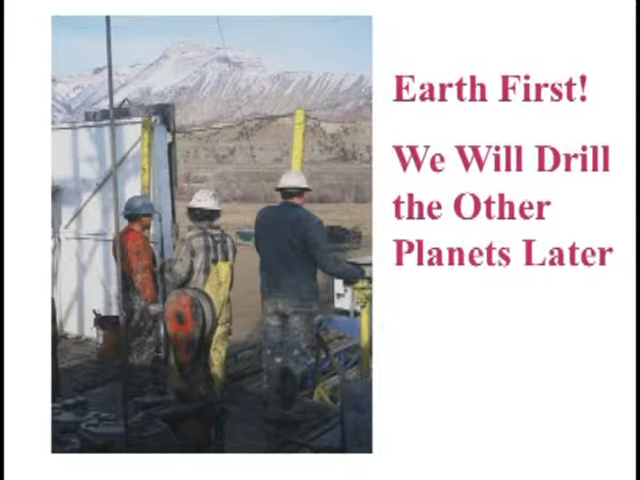 Earth First!
We Will Drill
the Other
Planets Later